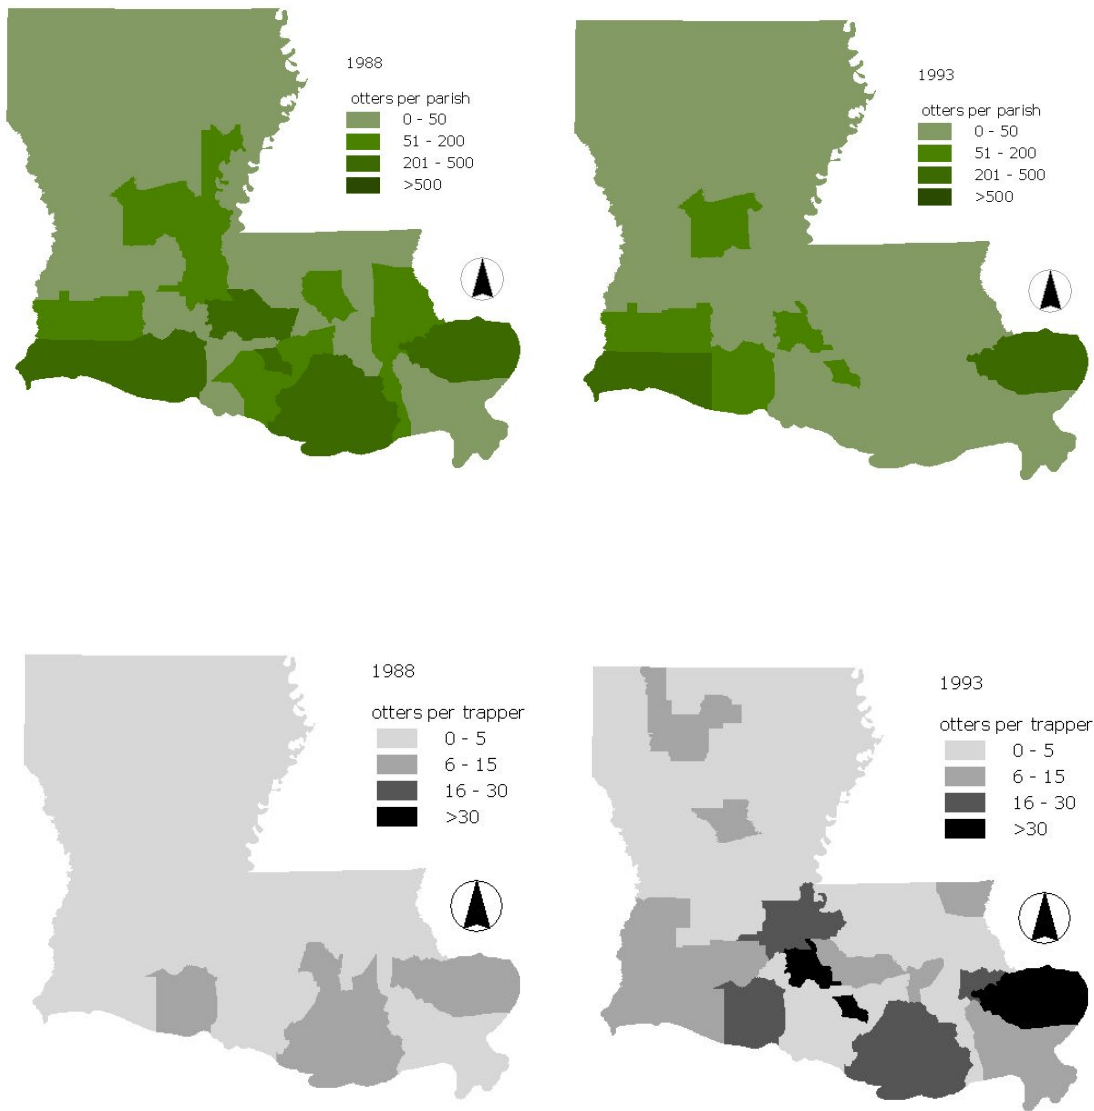 1988
otters per parish
0 - 50
51 - 200
201 - 500
>500
1993
otters per parish
0 - 50
51 - 200
201 - 500
>500
1988
otters per trapper
0 - 5
6 - 15
16 - 30
>30
1993
otters per trapper
0 - 5
6 - 15
16 - 30
>30